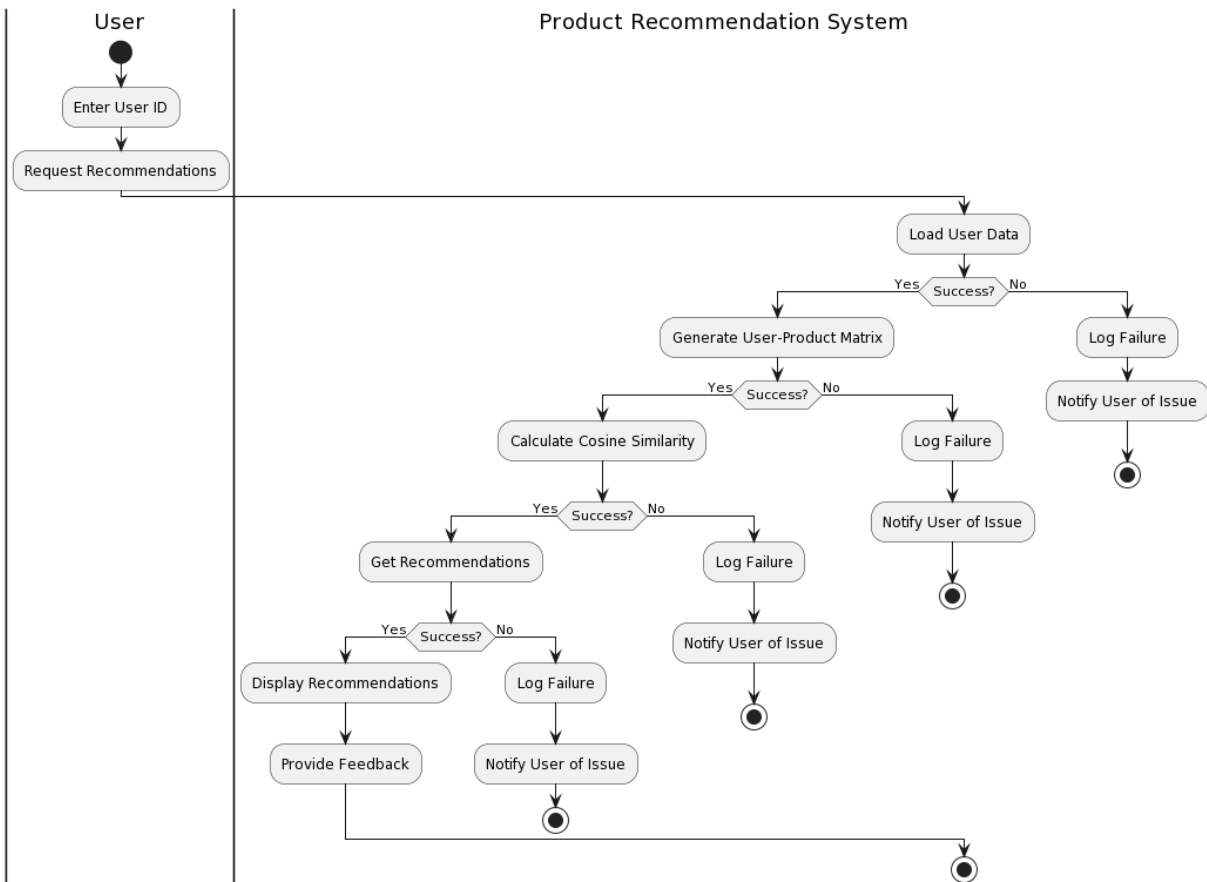 User
Product Recommendation System
Enter User ID
Request Recommendations
Load User Data
Yes
Success?
No
Generate User-Product Matrix
Log Failure
Yes
Success?
No
Notify User of Issue
Calculate Cosine Similarity
Log Failure
Yes
Success?
No
Notify User of Issue
Get Recommendations
Log Failure
Yes
Success?
No
Notify User of Issue
Display Recommendations
Log Failure
Provide Feedback
Notify User of Issue